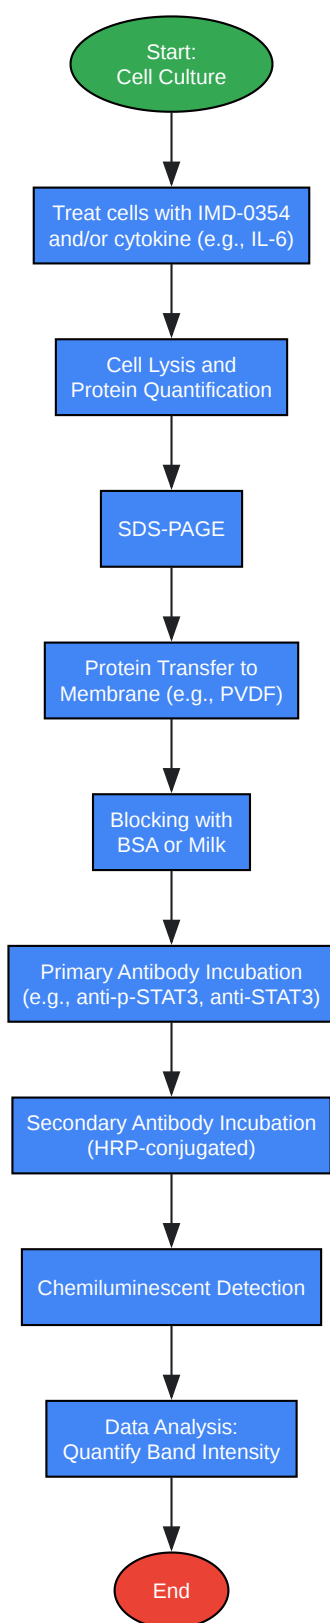 Start:
Cell Culture
Treat cells with IMD-0354
and/or cytokine (e.g., IL-6)
Cell Lysis and
Protein Quantification
SDS-PAGE
Protein Transfer to
Membrane (e.g., PVDF)
Blocking with
BSA or Milk
Primary Antibody Incubation
(e.g., anti-p-STAT3, anti-STAT3)
Secondary Antibody Incubation
(HRP-conjugated)
Chemiluminescent Detection
Data Analysis:
Quantify Band Intensity
End